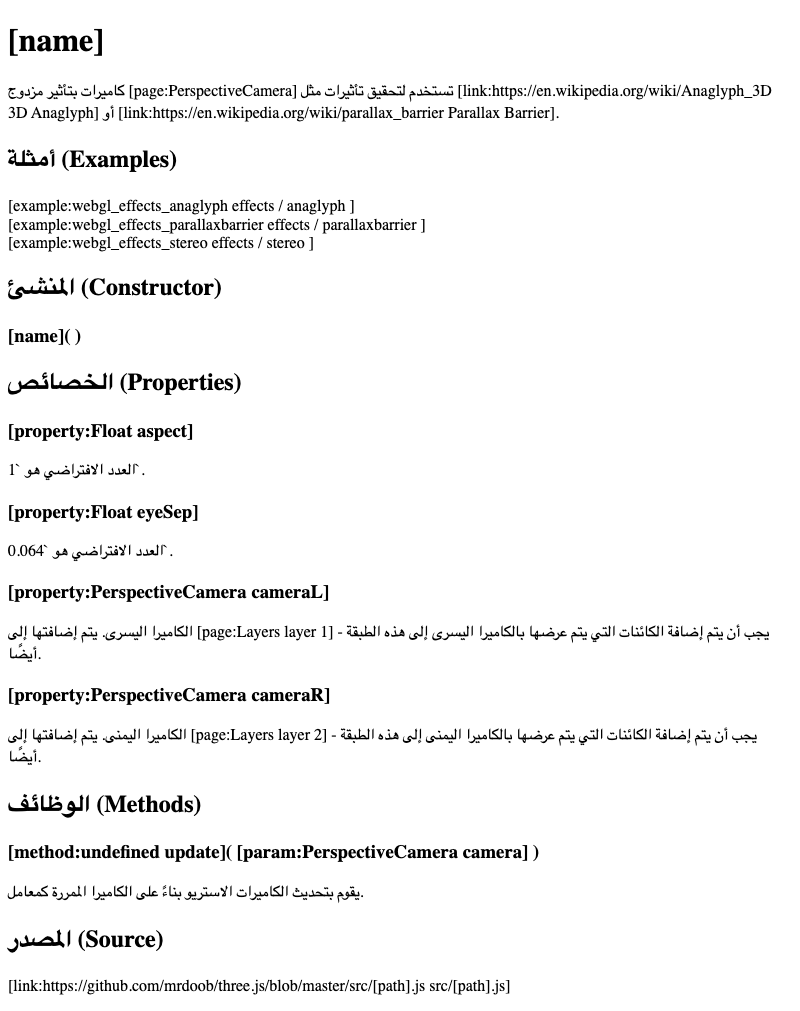 [name]
كاميرات بتأثير مزدوج [page:PerspectiveCamera] تستخدم لتحقيق تأثيرات مثل [link:https://en.wikipedia.org/wiki/Anaglyph_3D
3D Anaglyph] أو [link:https://en.wikipedia.org/wiki/parallax_barrier Parallax Barrier].
أمثلة (Examples)
[example:webgl_effects_anaglyph effects / anaglyph ]
[example:webgl_effects_parallaxbarrier effects / parallaxbarrier ]
[example:webgl_effects_stereo effects / stereo ]
المنشئ (Constructor)
[name]( )
الخصائص (Properties)
[property:Float aspect]
العدد الافتراضي هو `1`.
[property:Float eyeSep]
العدد الافتراضي هو `0.064`.
[property:PerspectiveCamera cameraL]
الكاميرا اليسرى. يتم إضافتها إلى [page:Layers layer 1] - يجب أن يتم إضافة الكائنات التي يتم عرضها بالكاميرا اليسرى إلى هذه الطبقة
أيضًا.
[property:PerspectiveCamera cameraR]
الكاميرا اليمنى. يتم إضافتها إلى [page:Layers layer 2] - يجب أن يتم إضافة الكائنات التي يتم عرضها بالكاميرا اليمنى إلى هذه الطبقة
أيضًا.
الوظائف (Methods)
[method:undefined update]( [param:PerspectiveCamera camera] )
يقوم بتحديث الكاميرات الاستريو بناءً على الكاميرا الممررة كمعامل.
المصدر (Source)
[link:https://github.com/mrdoob/three.js/blob/master/src/[path].js src/[path].js]